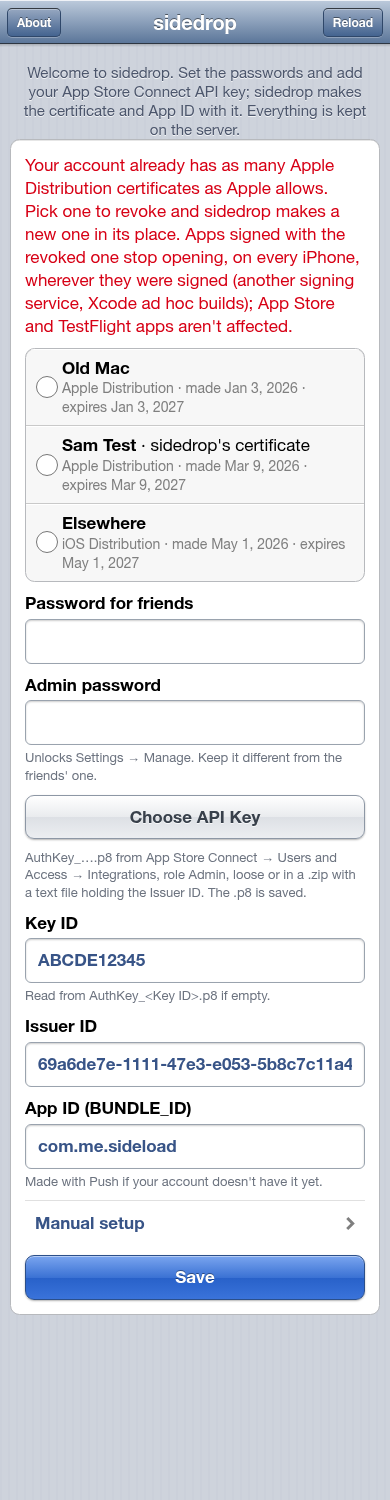 About
sidedrop
Reload
Welcome to sidedrop. Set the passwords and add
your App Store Connect API key; sidedrop makes
the certificate and App ID with it. Everything is kept
on the server.
Your account already has as many Apple
Distribution certificates as Apple allows.
Pick one to revoke and sidedrop makes a
new one in its place. Apps signed with the
revoked one stop opening, on every iPhone,
wherever they were signed (another signing
service, Xcode ad hoc builds); App Store
and TestFlight apps aren't affected.
Old Mac
Apple Distribution · made Jan 3, 2026 ·
expires Jan 3, 2027
Sam Test · sidedrop's certificate
Apple Distribution · made Mar 9, 2026 ·
expires Mar 9, 2027
Elsewhere
iOS Distribution · made May 1, 2026 · expires
May 1, 2027
Password for friends
Admin password
Unlocks Settings → Manage. Keep it different from the
friends' one.
Choose API Key
AuthKey_….p8 from App Store Connect → Users and
Access → Integrations, role Admin, loose or in a .zip with
a text file holding the Issuer ID. The .p8 is saved.
Key ID
ABCDE12345
Read from AuthKey_<Key ID>.p8 if empty.
Issuer ID
69a6de7e-1111-47e3-e053-5b8c7c11a4
App ID (BUNDLE_ID)
com.me.sideload
Made with Push if your account doesn't have it yet.
Manual setup
Save